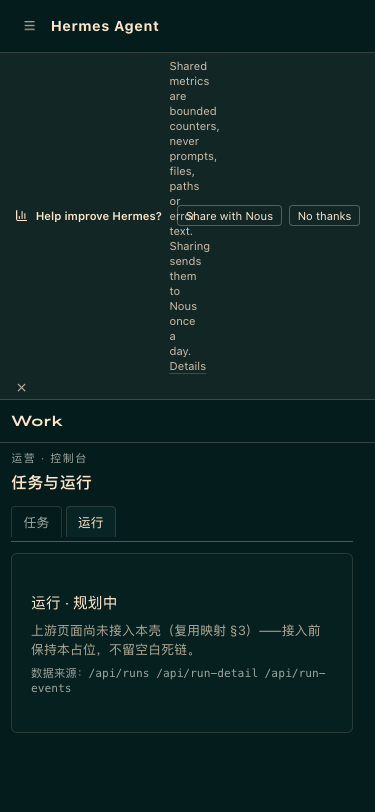 Hermes Agent
Help improve Hermes?
Shared
metrics
are
bounded
counters,
never
prompts,
files,
paths
or
error
text.
Sharing
sends
them
to
Nous
once
a
day.
Details
Share with Nous
No thanks
Work
运营 · 控制台
任务与运行
任务
运行
运行 · 规划中
上游页面尚未接入本壳（复用映射 §3）——接入前
保持本占位，不留空白死链。
数据来源：/api/runs /api/run-detail /api/run-
events